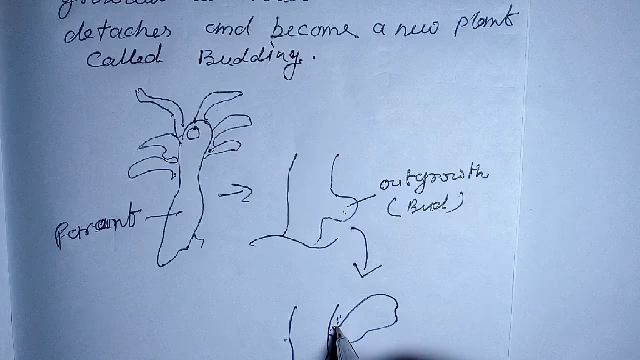 detaches and become a new plant
called Budding.
outgrowth
(Bud)
Parent